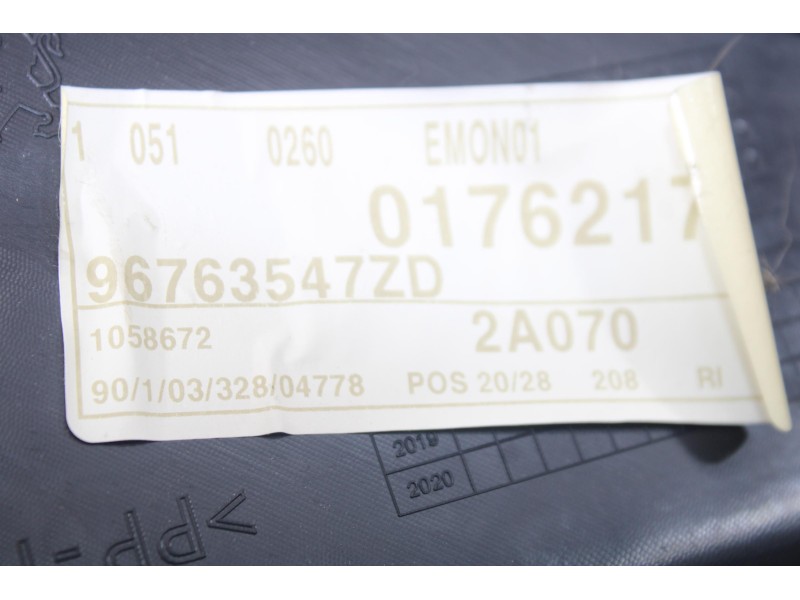 1 051 0260 EMON01
0176217
96763547ZD
1058672 2A070
90/1/03/328/04778 POS 20/28 208 RI
2019
2020
>PP-